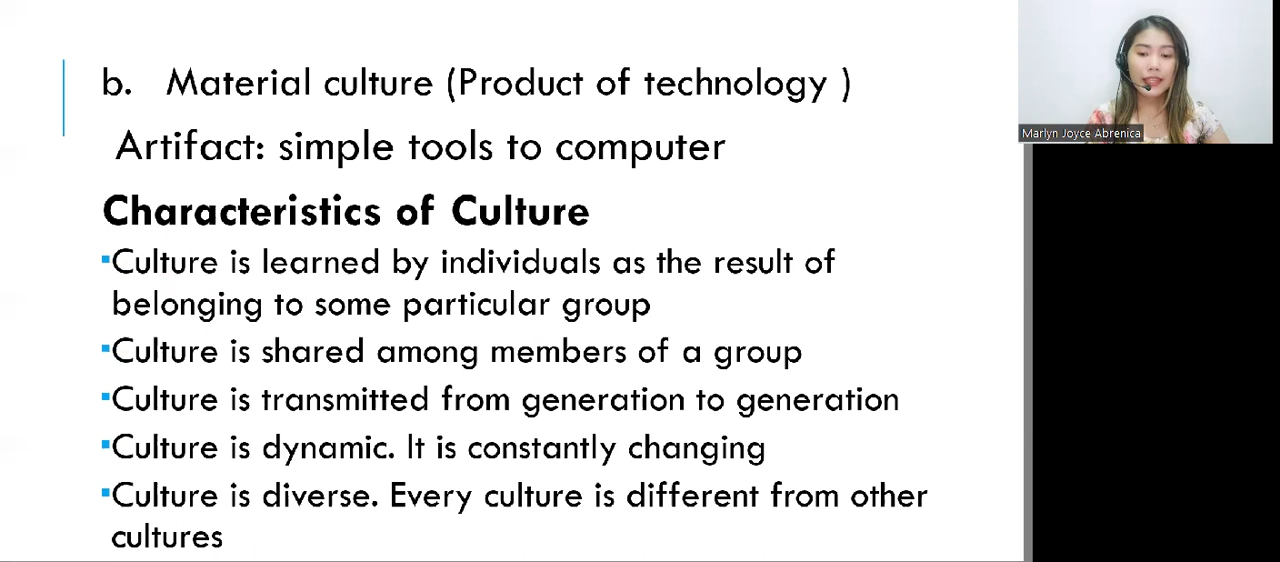 b. Material culture (Product of technology )
Artifact: simple tools to computer
Characteristics of Culture
▪Culture is learned by individuals as the result of
belonging to some particular group
▪Culture is shared among members of a group
▪Culture is transmitted from generation to generation
▪Culture is dynamic. It is constantly changing
▪Culture is diverse. Every culture is different from other
cultures
Marlyn Joyce Abrenica